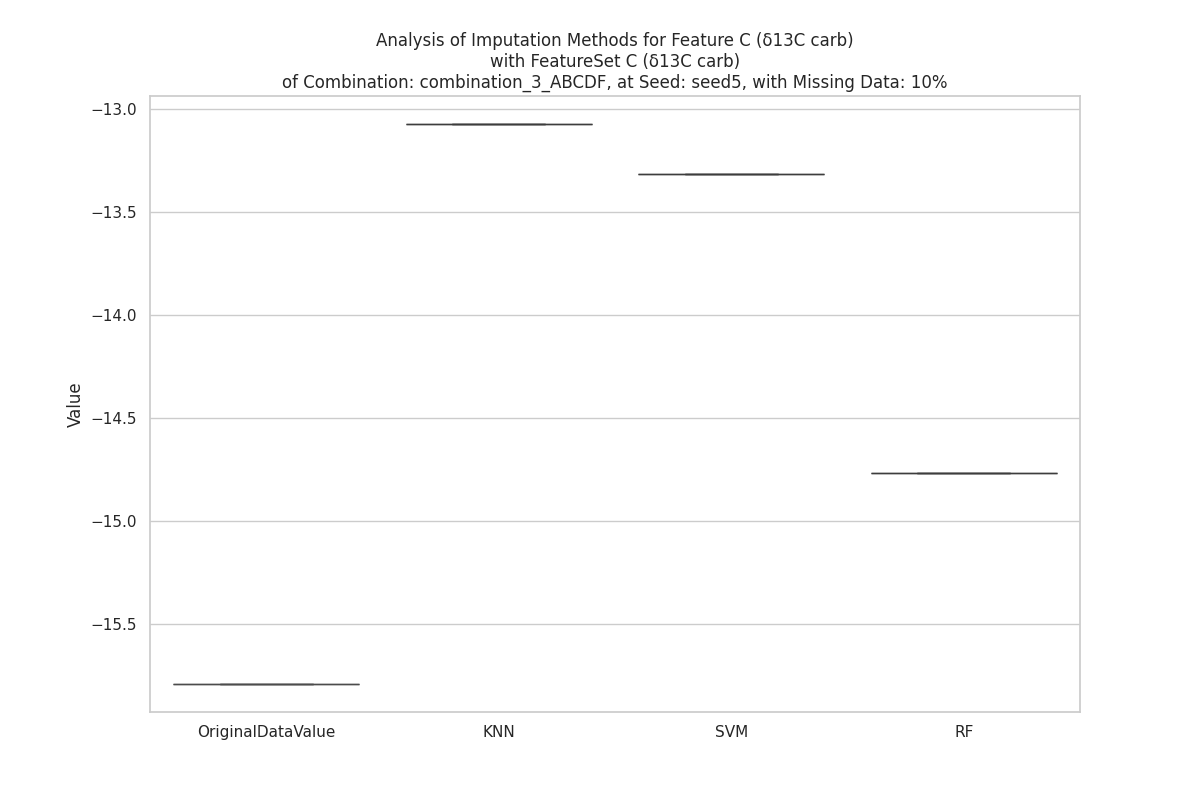 Analysis of Imputation Methods for Feature C (δ13C carb)
with FeatureSet C (δ13C carb)
of Combination: combination_3_ABCDF, at Seed: seed5, with Missing Data: 10%
−13.0
−13.5
−14.0
−14.5
−15.0
−15.5
Value
OriginalDataValue
KNN
SVM
RF